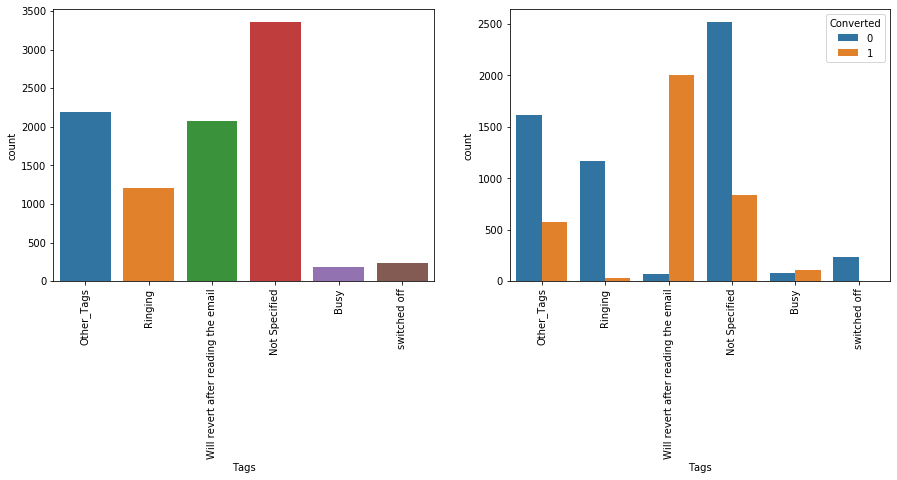 3500
3000
2500
2000
1500
1000
500
0
count
Other_Tags
Ringing
Will revert after reading the email
Not Specified
Busy
switched off
Tags
2500
2000
1500
1000
500
0
count
Converted
0
1
Other_Tags
Ringing
Will revert after reading the email
Not Specified
Busy
switched off
Tags